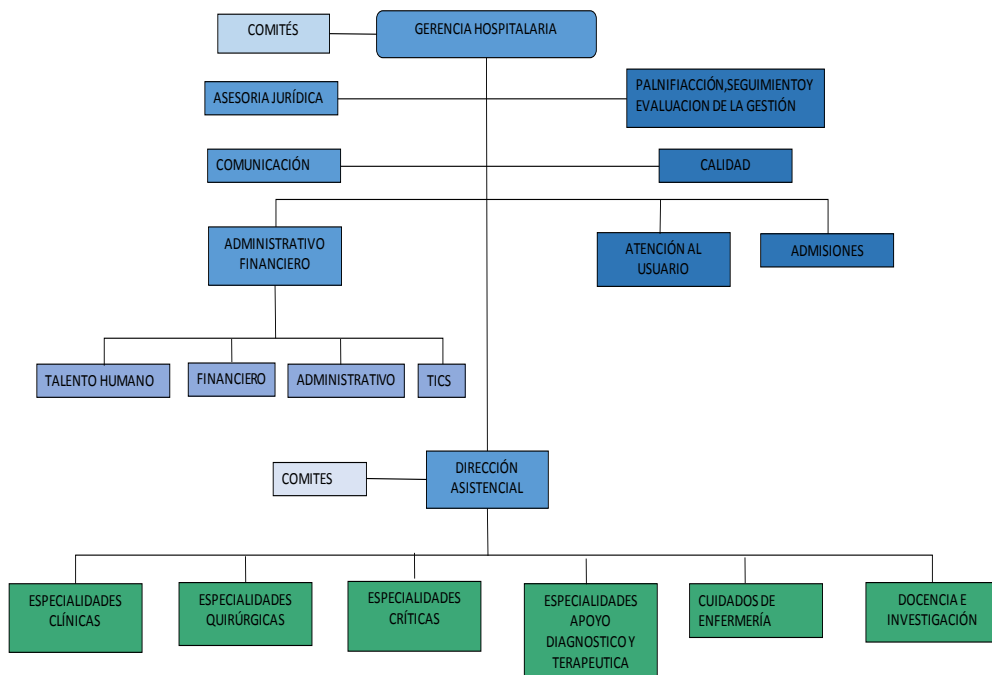 COMITÉS
GERENCIA HOSPITALARIA
ASESORIA JURÍDICA
PALNIFIACCIÓN,SEGUIMIENTOY
EVALUACION DE LA GESTIÓN
COMUNICACIÓN
CALIDAD
ADMINISTRATIVO
FINANCIERO
ATENCIÓN AL
USUARIO
ADMISIONES
TALENTO HUMANO
FINANCIERO
ADMINISTRATIVO
TICS
COMITES
DIRECCIÓN
ASISTENCIAL
ESPECIALIDADES
CLÍNICAS
ESPECIALIDADES
QUIRÚRGICAS
ESPECIALIDADES
CRÍTICAS
ESPECIALIDADES
APOYO
DIAGNOSTICO Y
TERAPEUTICA
CUIDADOS DE
ENFERMERÍA
DOCENCIA E
INVESTIGACIÓN